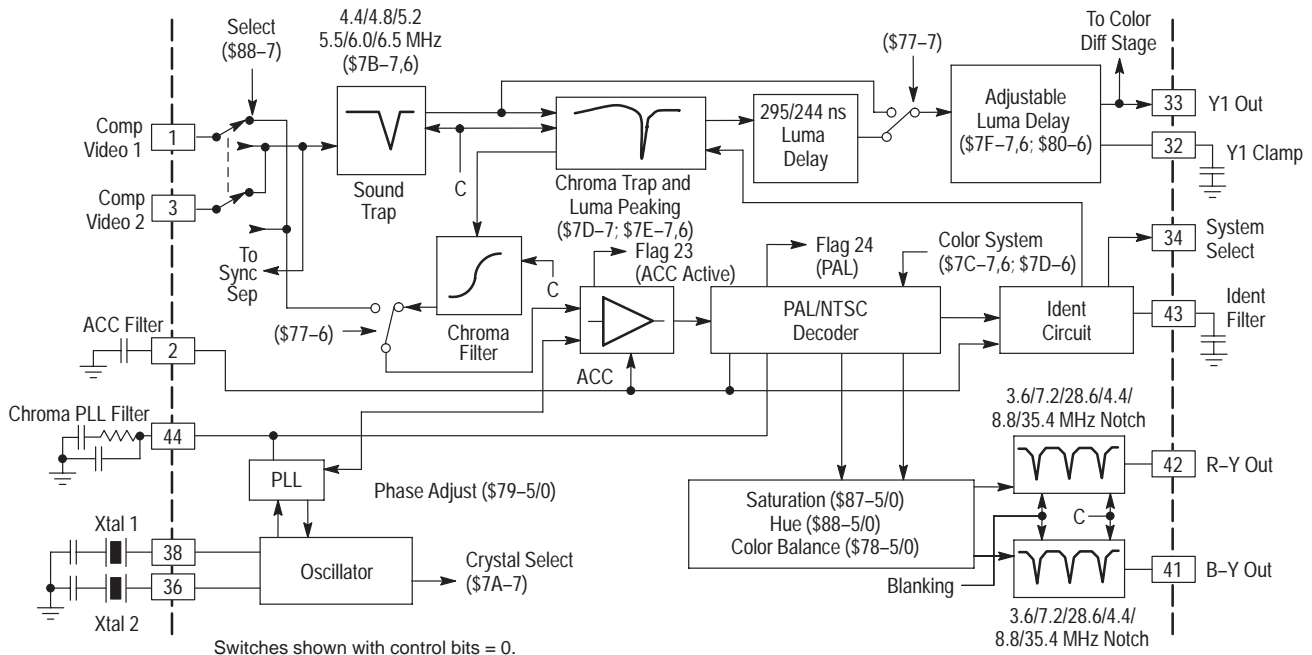 Select
($88–7)
4.4/4.8/5.2
5.5/6.0/6.5 MHz
($7B–7,6)
($77–7)
To Color
Diff Stage
Comp
Video 1
1
Comp
Video 2
3
To
Sync
Sep
Sound
Trap
C
Chroma Trap and
Luma Peaking
($7D–7; $7E–7,6)
295/244 ns
Luma
Delay
Adjustable
Luma Delay
($7F–7,6; $80–6)
33
Y1 Out
32
Y1 Clamp
34
System
Select
43
Ident
Filter
C
Chroma
Filter
($77–6)
Flag 23
(ACC Active)
Flag 24
(PAL)
Color System
($7C–7,6; $7D–6)
PAL/NTSC
Decoder
Ident
Circuit
ACC Filter
2
ACC
Chroma PLL Filter
44
PLL
Phase Adjust ($79–5/0)
3.6/7.2/28.6/4.4/
8.8/35.4 MHz Notch
42
R–Y Out
Saturation ($87–5/0)
Hue ($88–5/0)
Color Balance ($78–5/0)
C
Blanking
41
B–Y Out
3.6/7.2/28.6/4.4/
8.8/35.4 MHz Notch
Xtal 1
38
36
Xtal 2
Oscillator
Crystal Select
($7A–7)
Switches shown with control bits = 0.